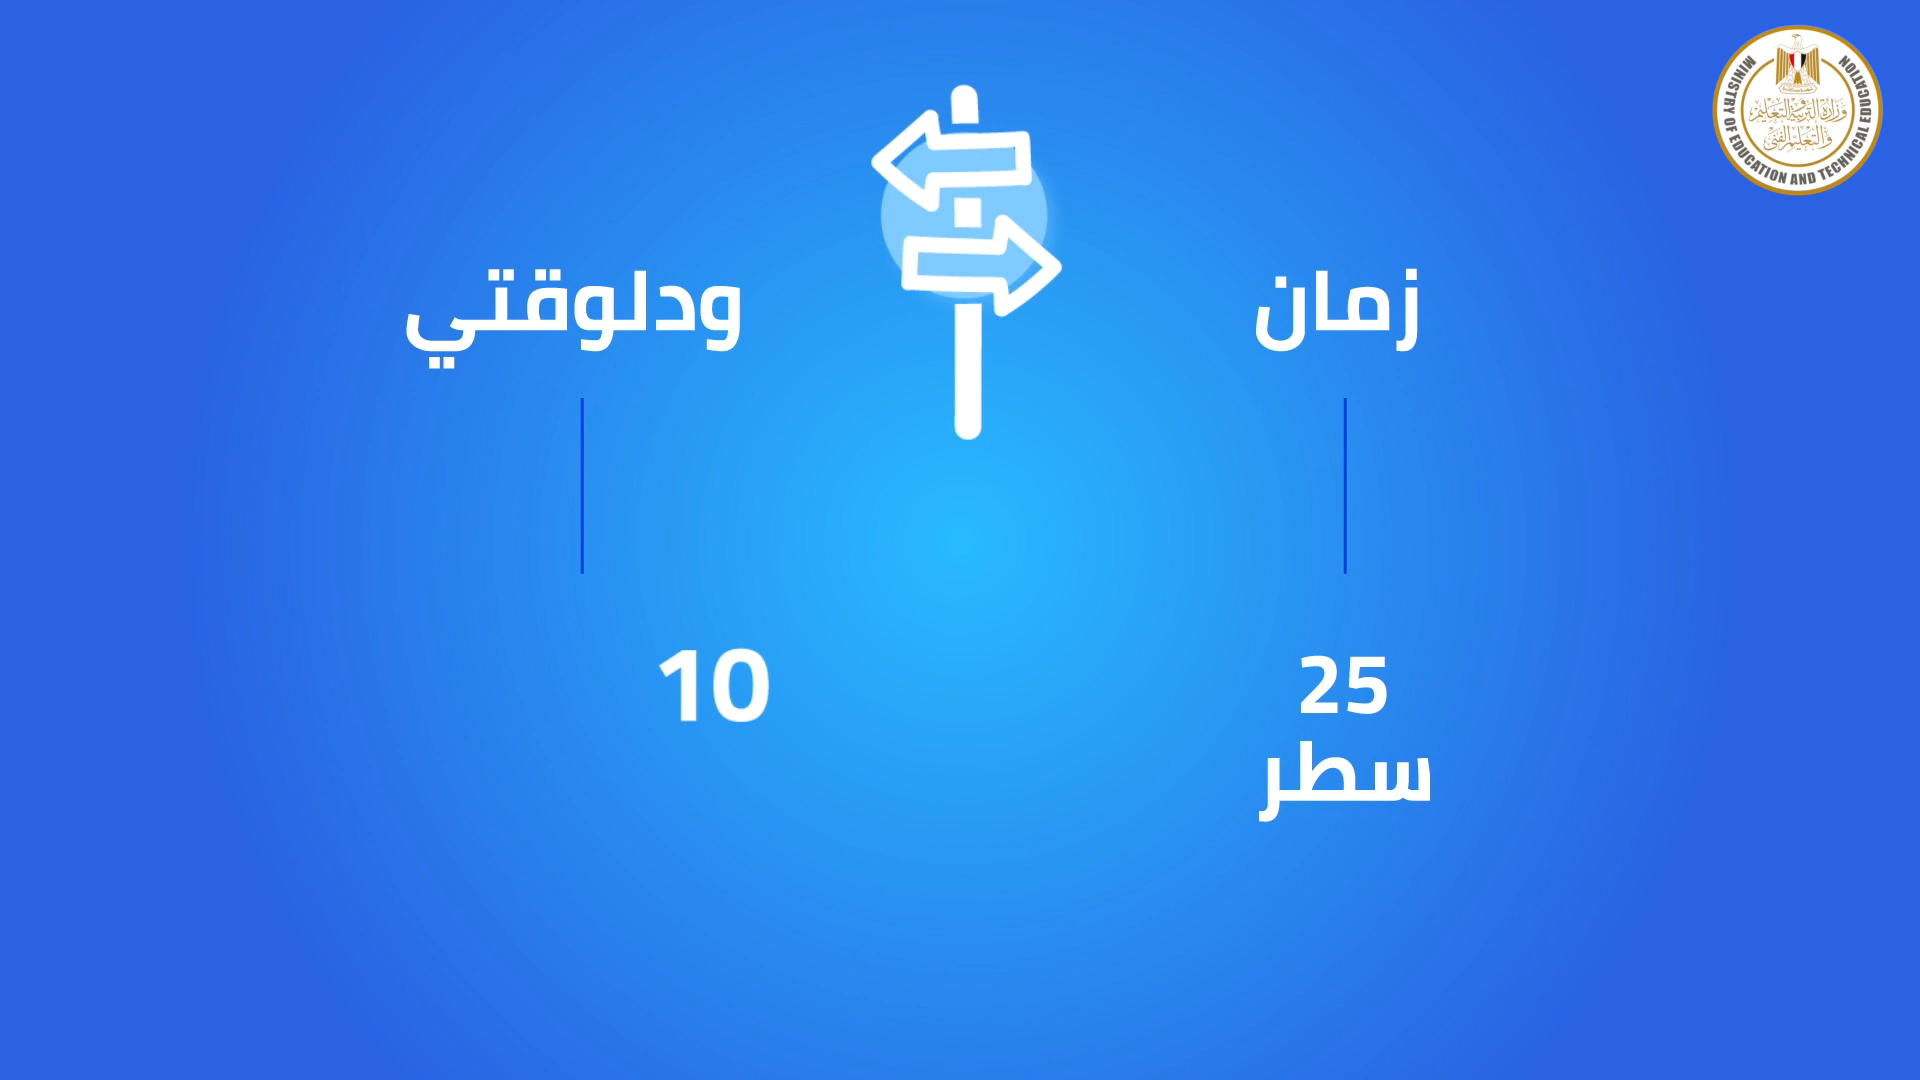 MINISTRY OF EDUCATION AND TECHNICAL EDUCATION
وزارة التربية والتعليم
والتعليم الفني
زمان
ودلوقتي
25
سطر
10